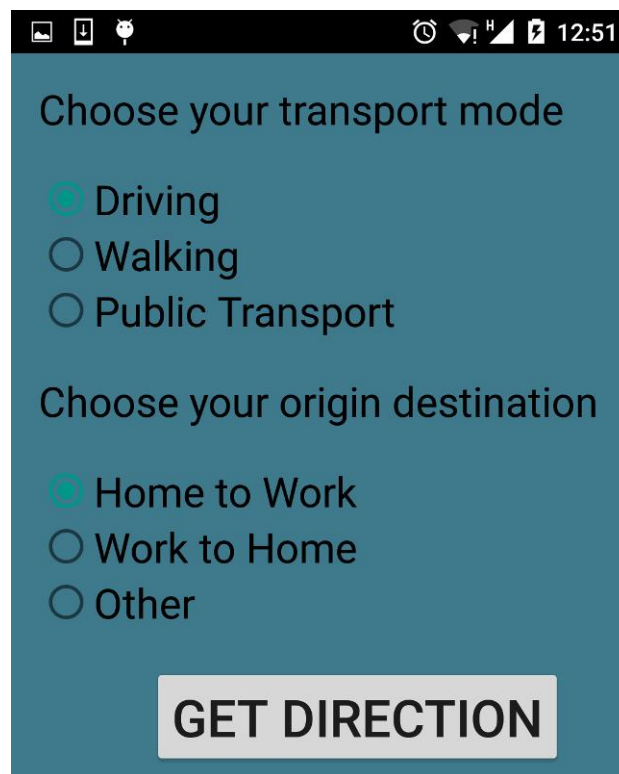 H 12:51
Choose your transport mode
Driving
Walking
Public Transport
Choose your origin destination
Home to Work
Work to Home
Other
GET DIRECTION